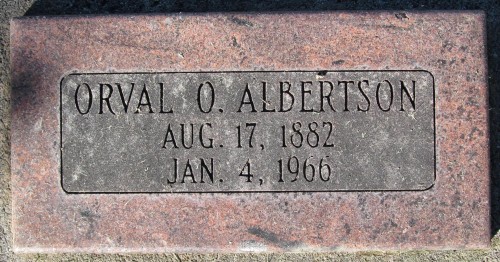 ORVAL O. ALBERTSON
AUG. 17, 1882
JAN. 4, 1966